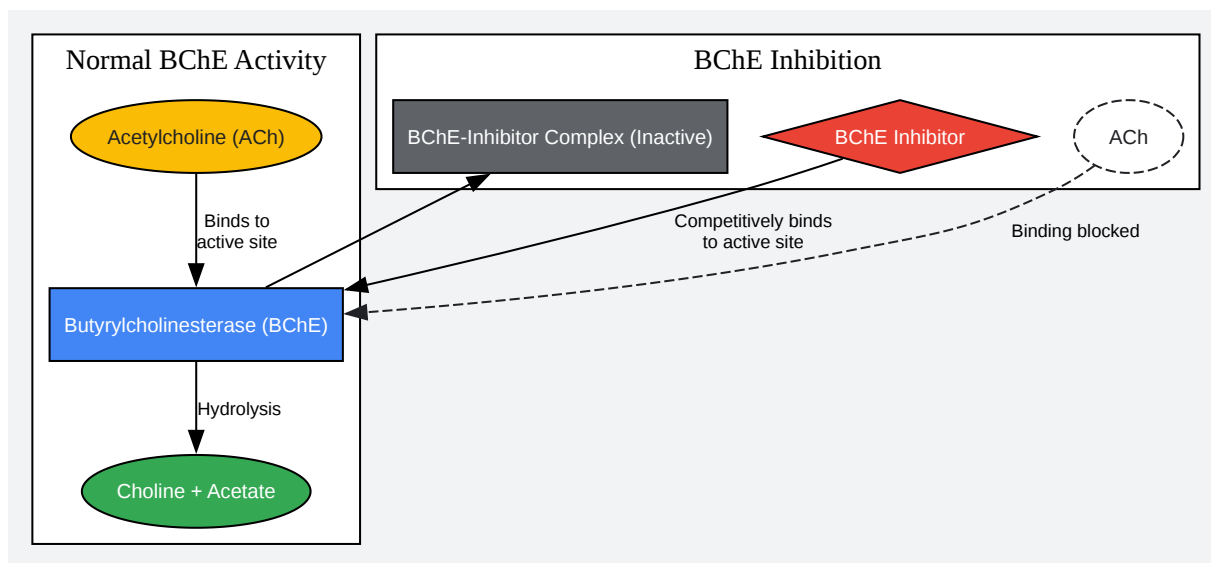 Normal BChE Activity
Acetylcholine (ACh)
Binds to
active site
Butyrylcholinesterase (BChE)
Hydrolysis
Choline + Acetate
BChE Inhibition
BChE-Inhibitor Complex (Inactive)
BChE Inhibitor
ACh
Competitively binds
to active site
Binding blocked